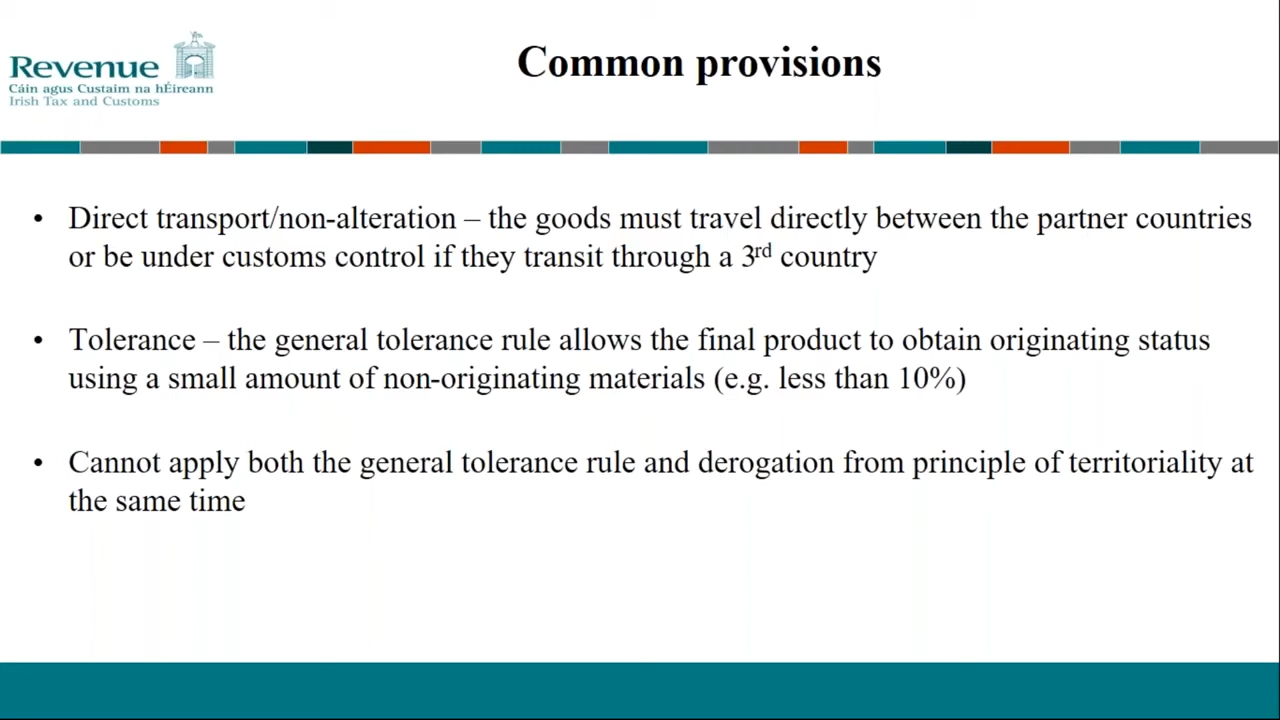 Revenue
Cáin agus Custaim na hÉireann
Irish Tax and Customs
Common provisions
• Direct transport/non-alteration – the goods must travel directly between the partner countries
or be under customs control if they transit through a 3rd country
• Tolerance – the general tolerance rule allows the final product to obtain originating status
using a small amount of non-originating materials (e.g. less than 10%)
• Cannot apply both the general tolerance rule and derogation from principle of territoriality at
the same time